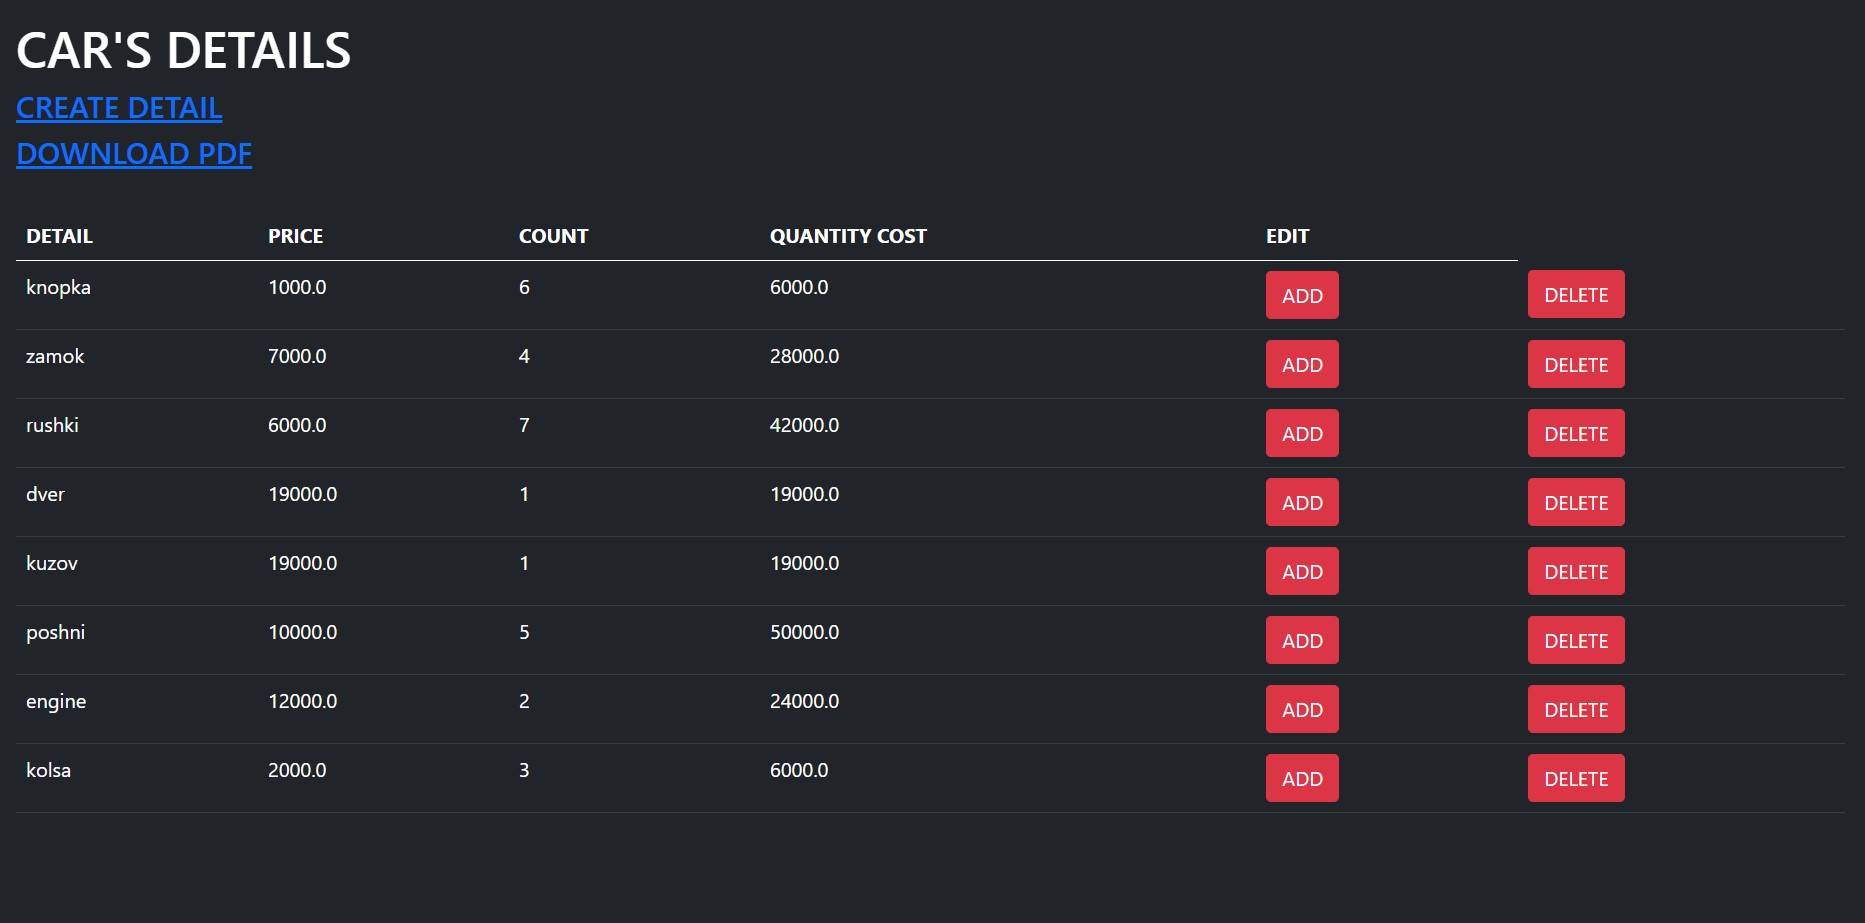 CAR'S DETAILS
CREATE DETAIL
DOWNLOAD PDF
DETAIL PRICE COUNT QUANTITY COST EDIT
knopka 1000.0 6 6000.0 ADD DELETE
zamok 7000.0 4 28000.0 ADD DELETE
rushki 6000.0 7 42000.0 ADD DELETE
dver 19000.0 1 19000.0 ADD DELETE
kuzov 19000.0 1 19000.0 ADD DELETE
poshni 10000.0 5 50000.0 ADD DELETE
engine 12000.0 2 24000.0 ADD DELETE
kolsa 2000.0 3 6000.0 ADD DELETE